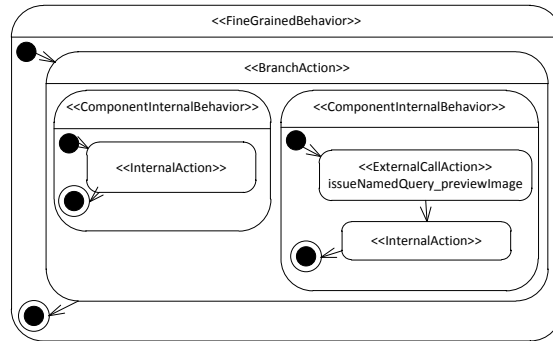 <<FineGrainedBehavior>>
<<BranchAction>>
<<ComponentInternalBehavior>>
<<InternalAction>>
<<ComponentInternalBehavior>>
<<ExternalCallAction>>
issueNamedQuery_previewImage
<<InternalAction>>